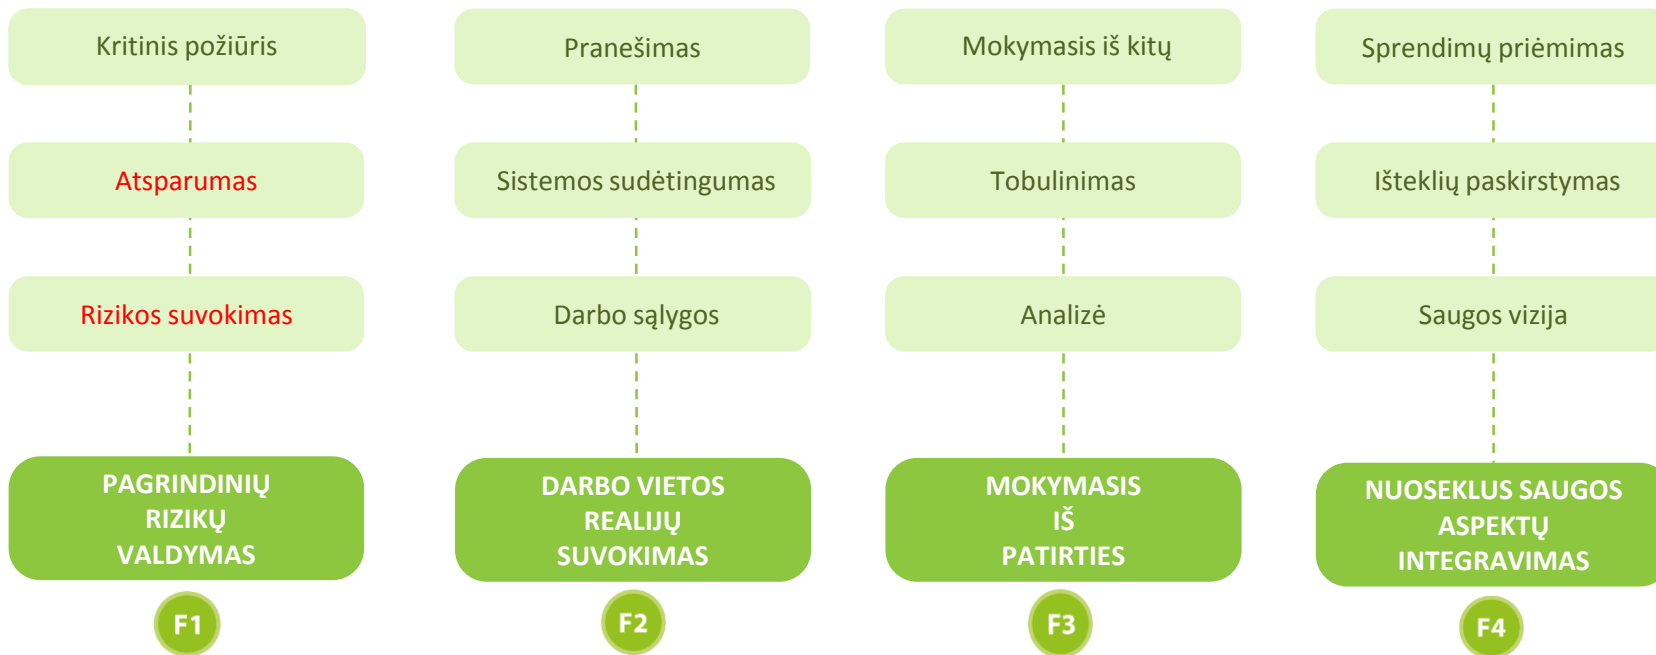 Kritinis požiūris
Atsparumas
Rizikos suvokimas
PAGRINDINIŲ
RIZIKŲ
VALDYMAS
F1
Pranešimas
Sistemos sudėtingumas
Darbo sąlygos
DARBO VIETOS
REALIJŲ
SUVOKIMAS
F2
Mokymasis iš kitų
Tobulinimas
Analizė
MOKYMASIS
IŠ
PATIRTIES
F3
Sprendimų priėmimas
Išteklių paskirstymas
Saugos vizija
NUOSEKLUS SAUGOS
ASPEKTŲ
INTEGRAVIMAS
F4